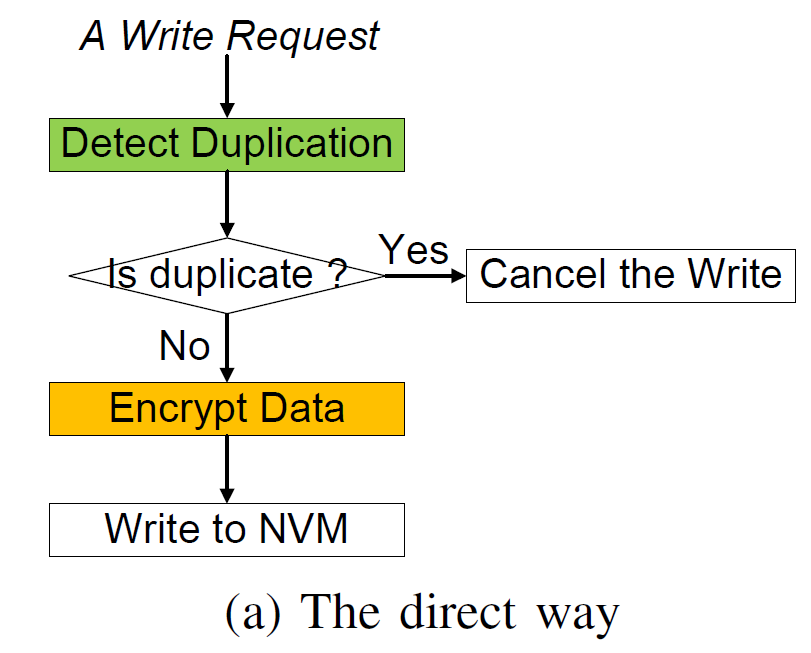 A Write Request
Detect Duplication
Is duplicate ?
Yes
Cancel the Write
No
Encrypt Data
Write to NVM
(a) The direct way